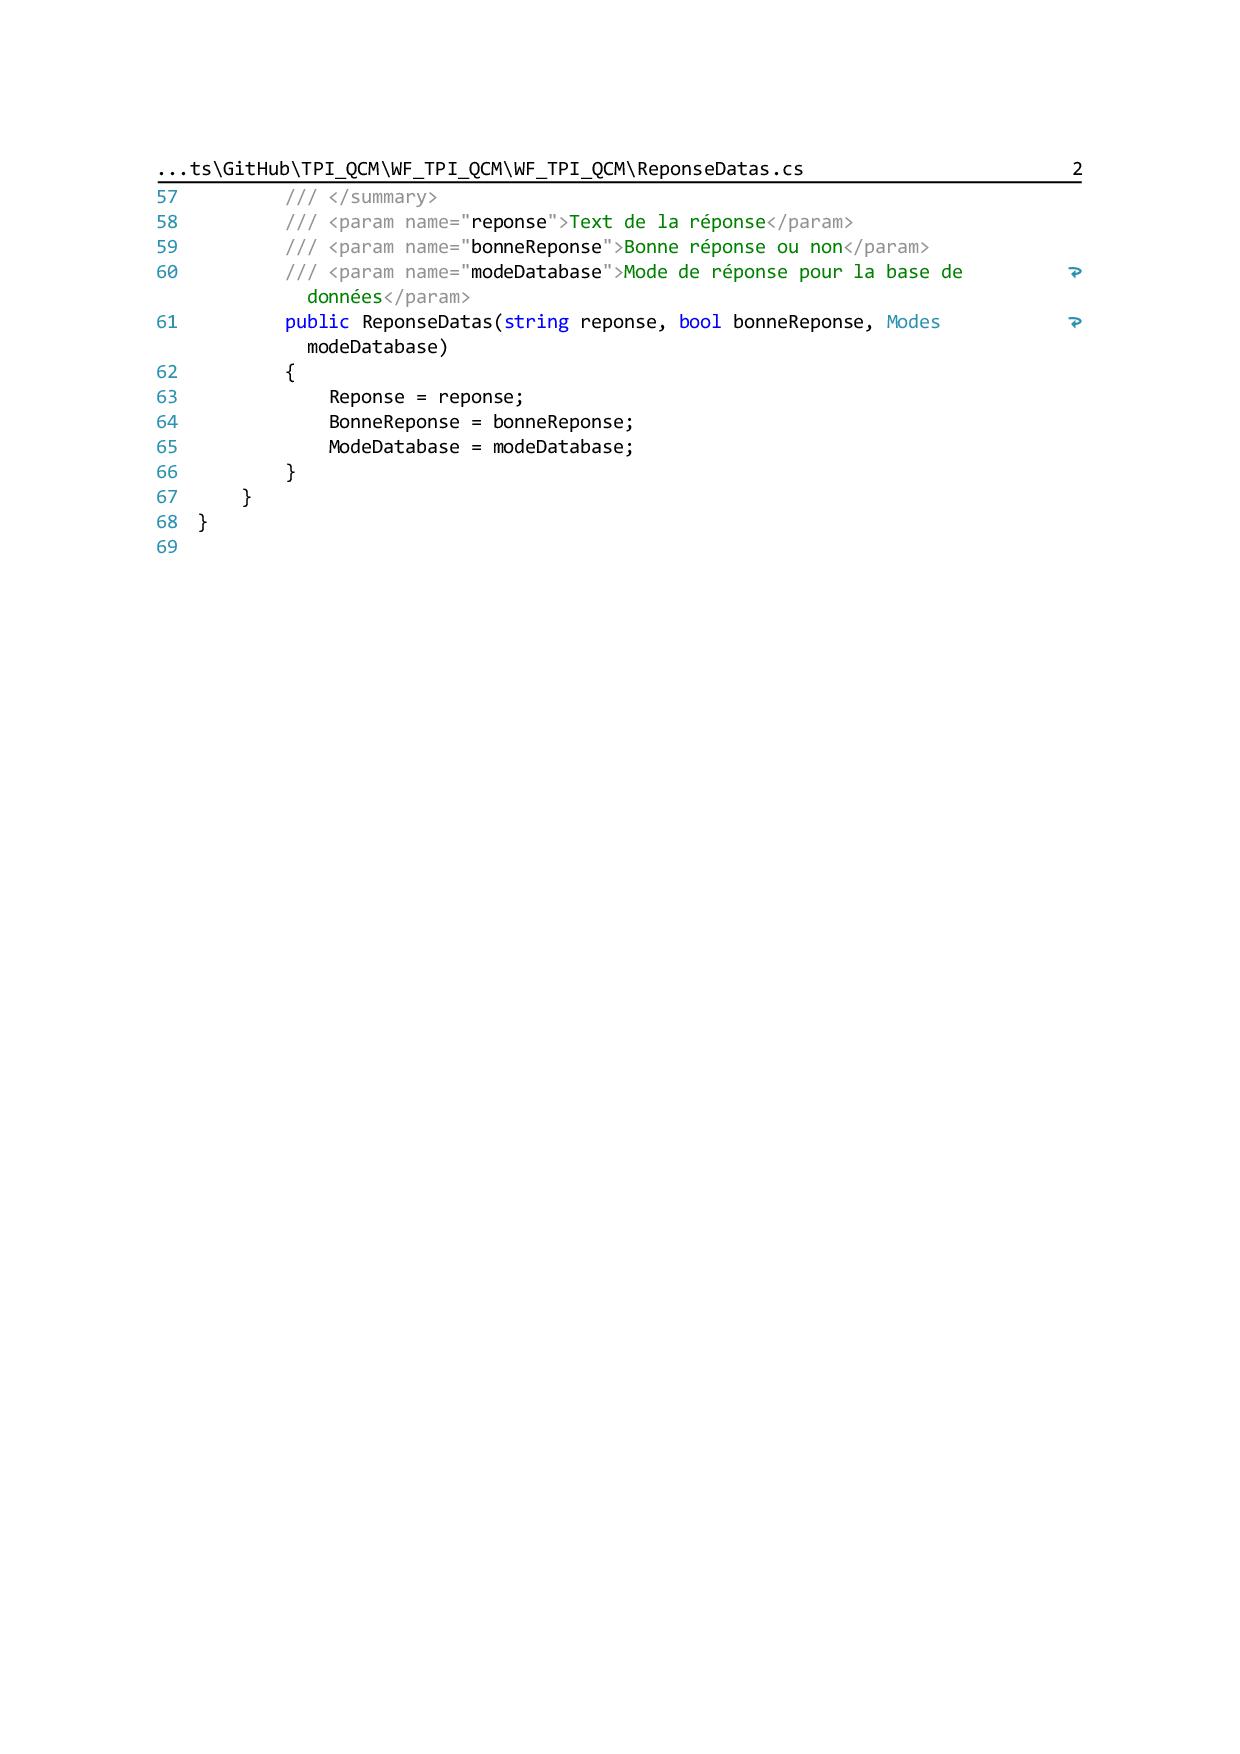 ...ts\GitHub\TPI_QCM\WF_TPI_QCM\WF_TPI_QCM\ReponseDatas.cs 2
57 /// </summary>
58 /// <param name="reponse">Text de la réponse</param>
59 /// <param name="bonneReponse">Bonne réponse ou non</param>
60 /// <param name="modeDatabase">Mode de réponse pour la base de
données</param>
61 public ReponseDatas(string reponse, bool bonneReponse, Modes
modeDatabase)
62 {
63 Reponse = reponse;
64 BonneReponse = bonneReponse;
65 ModeDatabase = modeDatabase;
66 }
67 }
68 }
69